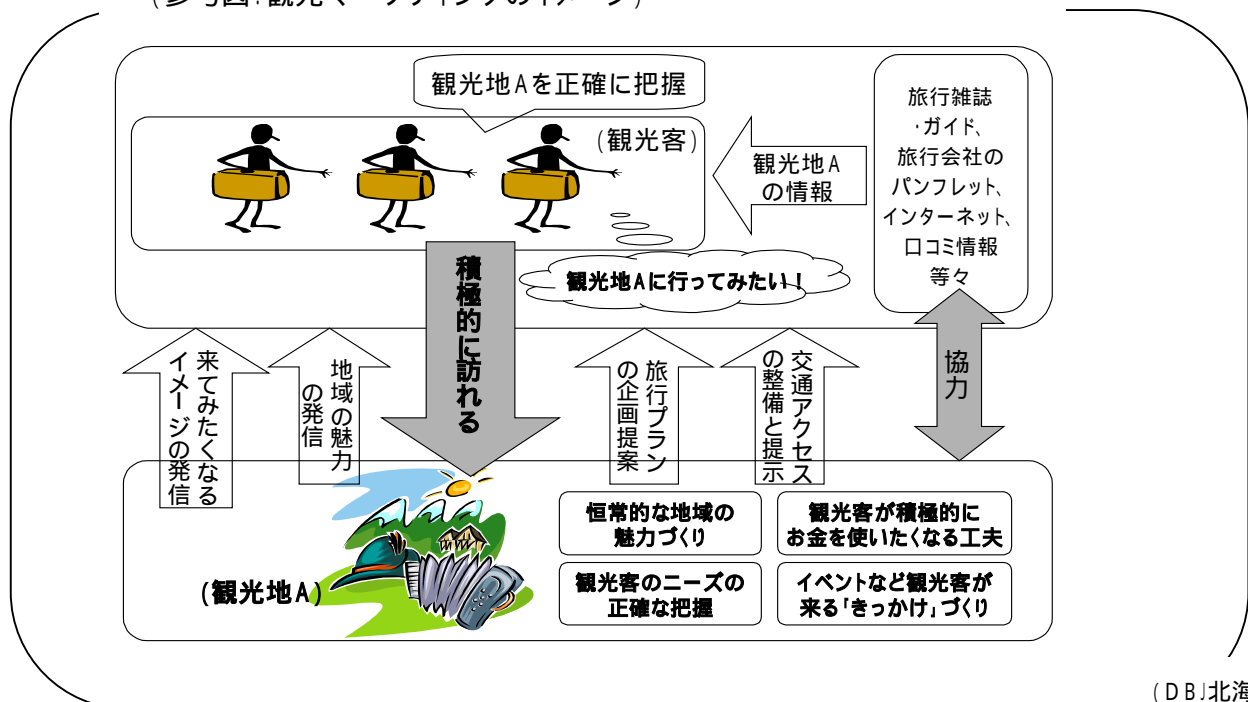 観光地Aを正確に把握
(観光客)
観光地A
の情報
旅行雑誌
・ガイド、
旅行会社の
パンフレット、
インターネット、
口コミ情報
等々
観光地Aに行ってみたい！
積極的に訪れる
来てみたくなる
イメージの発信
地域の魅力
の発信
旅行プラン
の企画提案
交通アクセス
の整備と提示
協力
(観光地A)
恒常的な地域の
魅力づくり
観光客が積極的に
お金を使いたくなる工夫
観光客のニーズの
正確な把握
イベントなど観光客が
来る「きっかけ」づくり
(DBJ北海